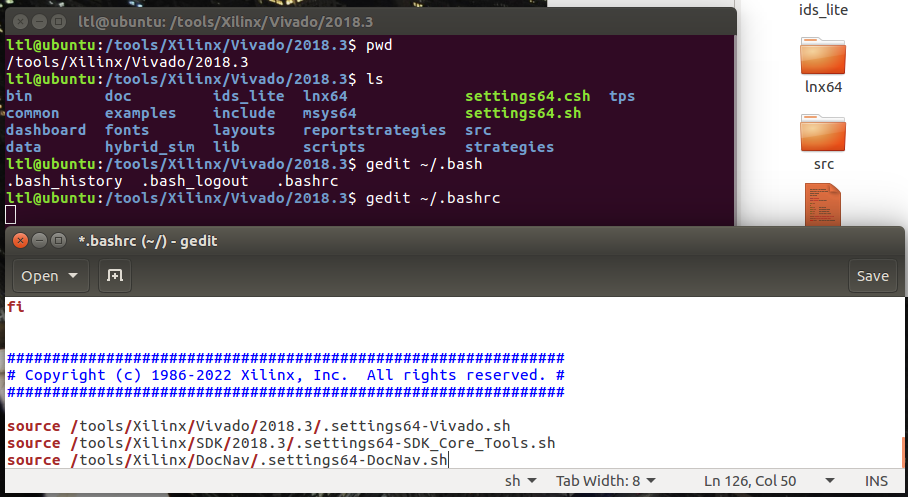 ltl@ubuntu: /tools/Xilinx/Vivado/2018.3
ltl@ubuntu:/tools/Xilinx/Vivado/2018.3$ pwd
/tools/Xilinx/Vivado/2018.3
ltl@ubuntu:/tools/Xilinx/Vivado/2018.3$ ls
bin doc ids_lite lnx64 settings64.csh tps
common examples include msys64 settings64.sh
dashboard fonts layouts reportstrategies src
data hybrid_sim lib scripts strategies
ltl@ubuntu:/tools/Xilinx/Vivado/2018.3$ gedit ~/.bash
.bash_history .bash_logout .bashrc
ltl@ubuntu:/tools/Xilinx/Vivado/2018.3$ gedit ~/.bashrc
ids_lite
lnx64
src
*.bashrc (~/) - gedit
Open Save
fi
##############################################################
# Copyright (c) 1986-2022 Xilinx, Inc.  All rights reserved. #
##############################################################
source /tools/Xilinx/Vivado/2018.3/.settings64-Vivado.sh
source /tools/Xilinx/SDK/2018.3/.settings64-SDK_Core_Tools.sh
source /tools/Xilinx/DocNav/.settings64-DocNav.sh
sh Tab Width: 8 Ln 126, Col 50 INS